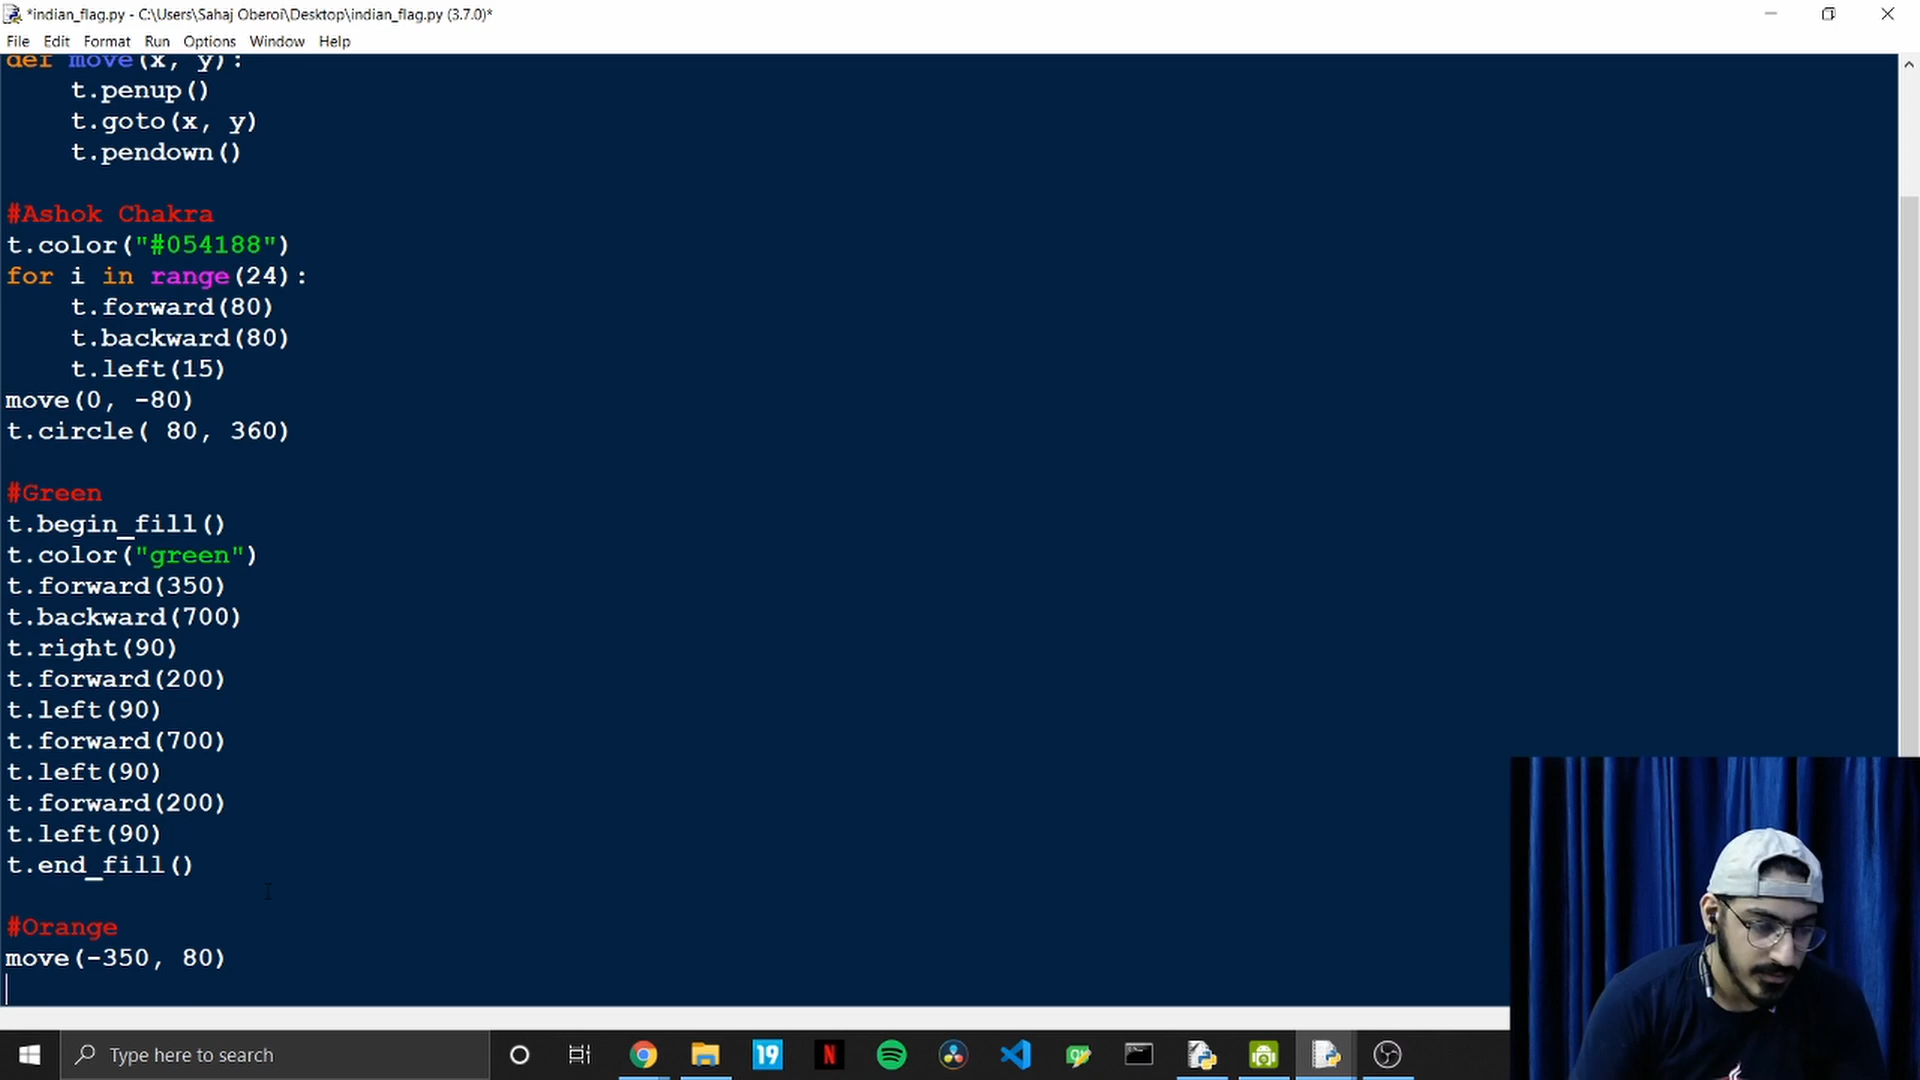 *indian_flag.py - C:\Users\Sahaj Oberoi\Desktop\indian_flag.py (3.7.0)*
File Edit Format Run Options Window Help
def move(x, y):
    t.penup()
    t.goto(x, y)
    t.pendown()
#Ashok Chakra
t.color("#054188")
for i in range(24):
    t.forward(80)
    t.backward(80)
    t.left(15)
move(0, -80)
t.circle( 80, 360)
#Green
t.begin_fill()
t.color("green")
t.forward(350)
t.backward(700)
t.right(90)
t.forward(200)
t.left(90)
t.forward(700)
t.left(90)
t.forward(200)
t.left(90)
t.end_fill()
#Orange
move(-350, 80)
Type here to search
19
N